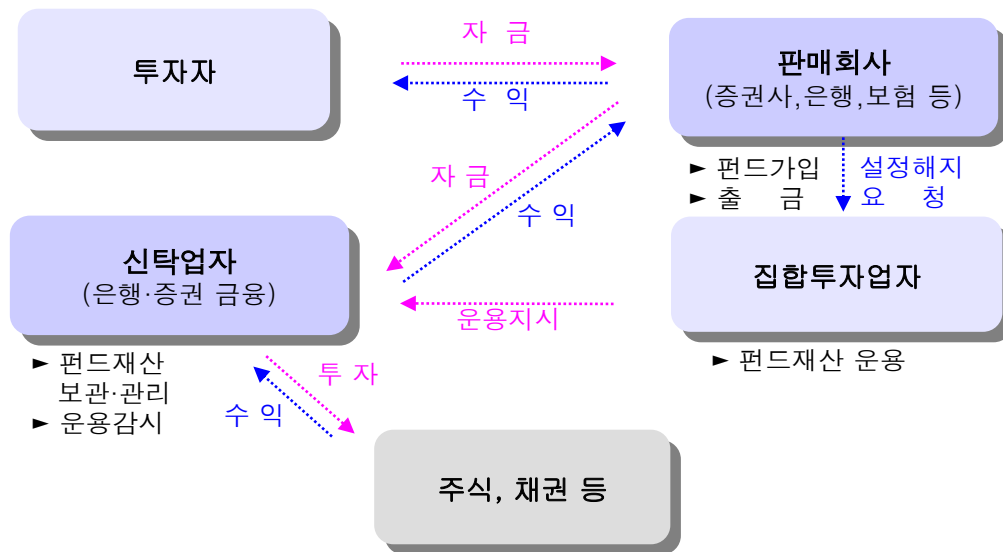 투자자
자 금
수 익
판매회사
(증권사,은행,보험 등)
► 펀드가입
► 출 금
설정해지
요 청
자 금
수 익
신탁업자
(은행·증권 금융)
집합투자업자
운용지시
► 펀드재산
보관·관리
► 운용감시
► 펀드재산 운용
투 자
수 익
주식, 채권 등